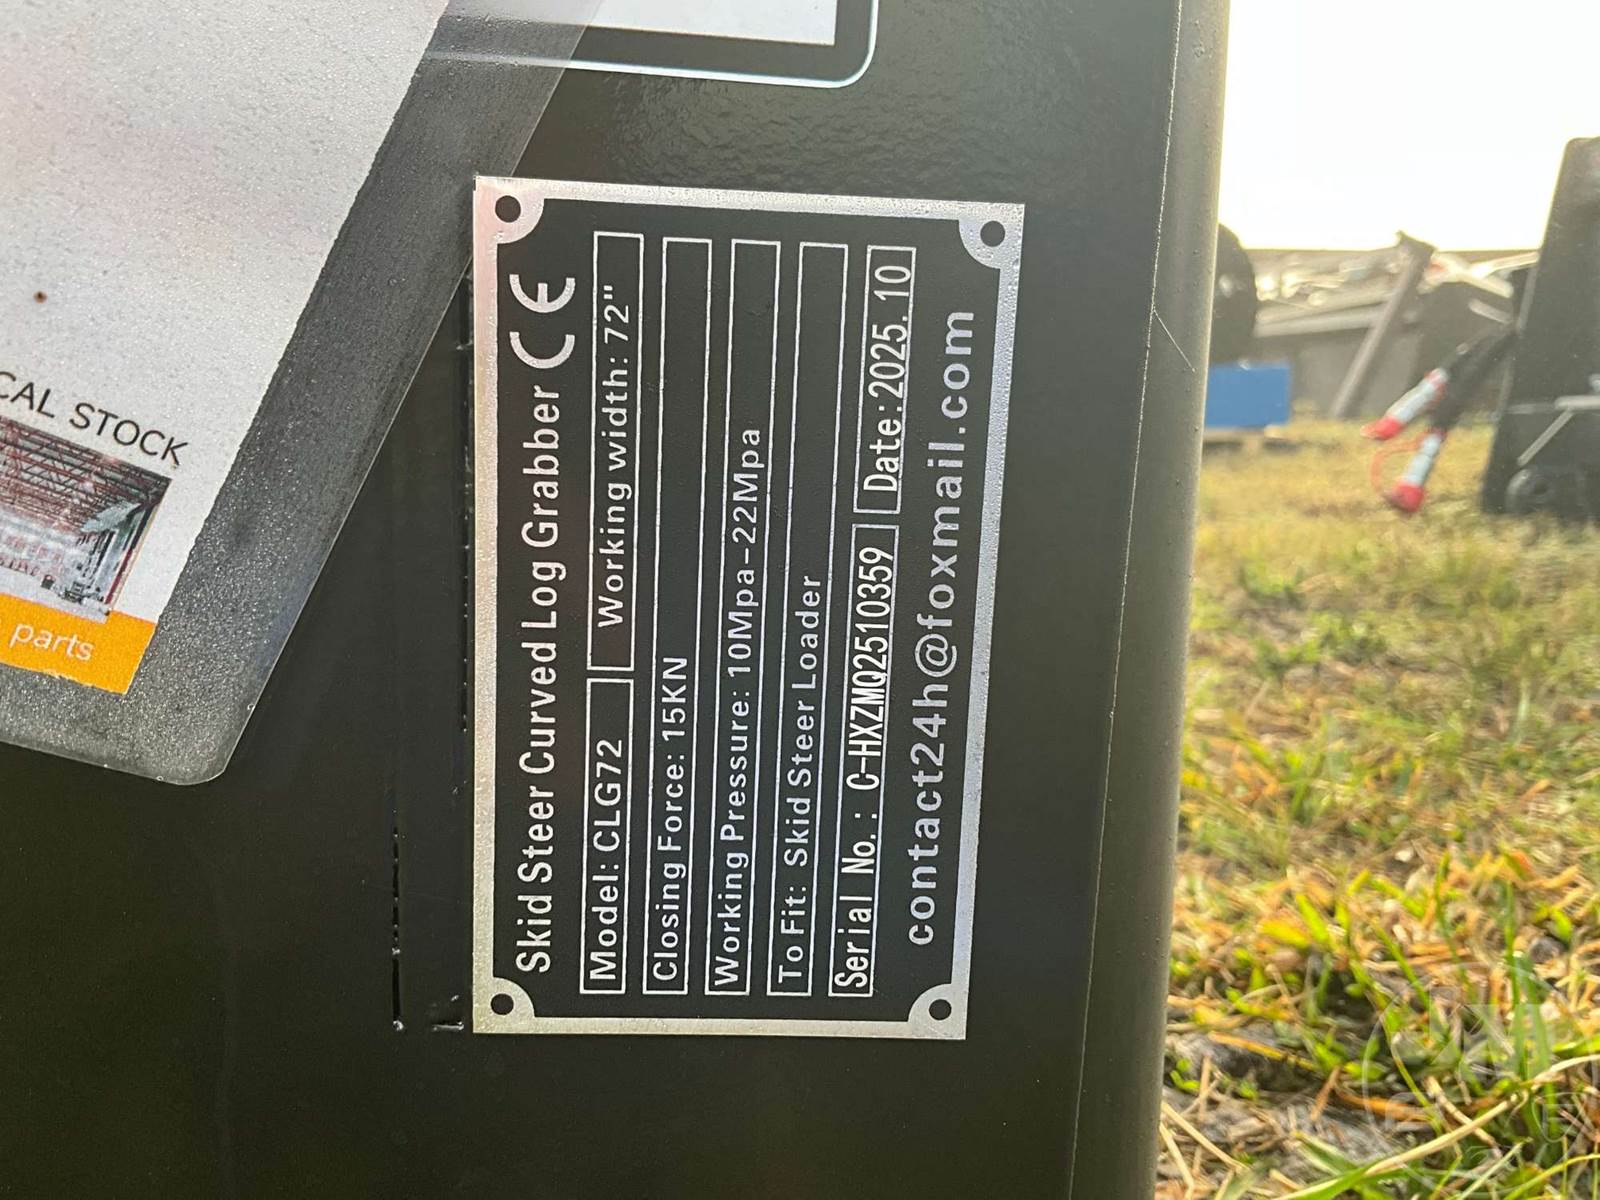 CAL STOCK
parts
Skid Steer Curved Log Grabber CE
Model: CLG72 Working width: 72"
Closing Force: 15KN
Working Pressure: 10Mpa-22Mpa
To Fit: Skid Steer Loader
Serial No.: C-HXZMQ2510359 Date:2025.10
contact24h@foxmail.com